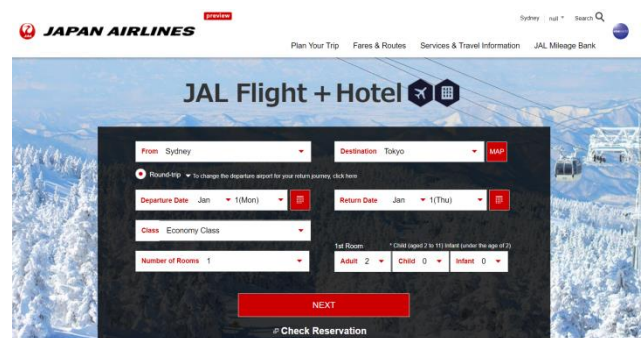 preview
Sydney null Search
JAPAN AIRLINES
Plan Your Trip Fares & Routes Services & Travel Information JAL Mileage Bank
JAL Flight + Hotel
From Sydney Destination Tokyo MAP
Round-trip To change the departure airport for your return journey, click here
Departure Date Jan 1(Mon) Return Date Jan 1(Thu)
Class Economy Class
1st Room * Child (aged 2 to 11) Infant (under the age of 2)
Number of Rooms 1 Adult 2 Child 0 Infant 0
NEXT
Check Reservation